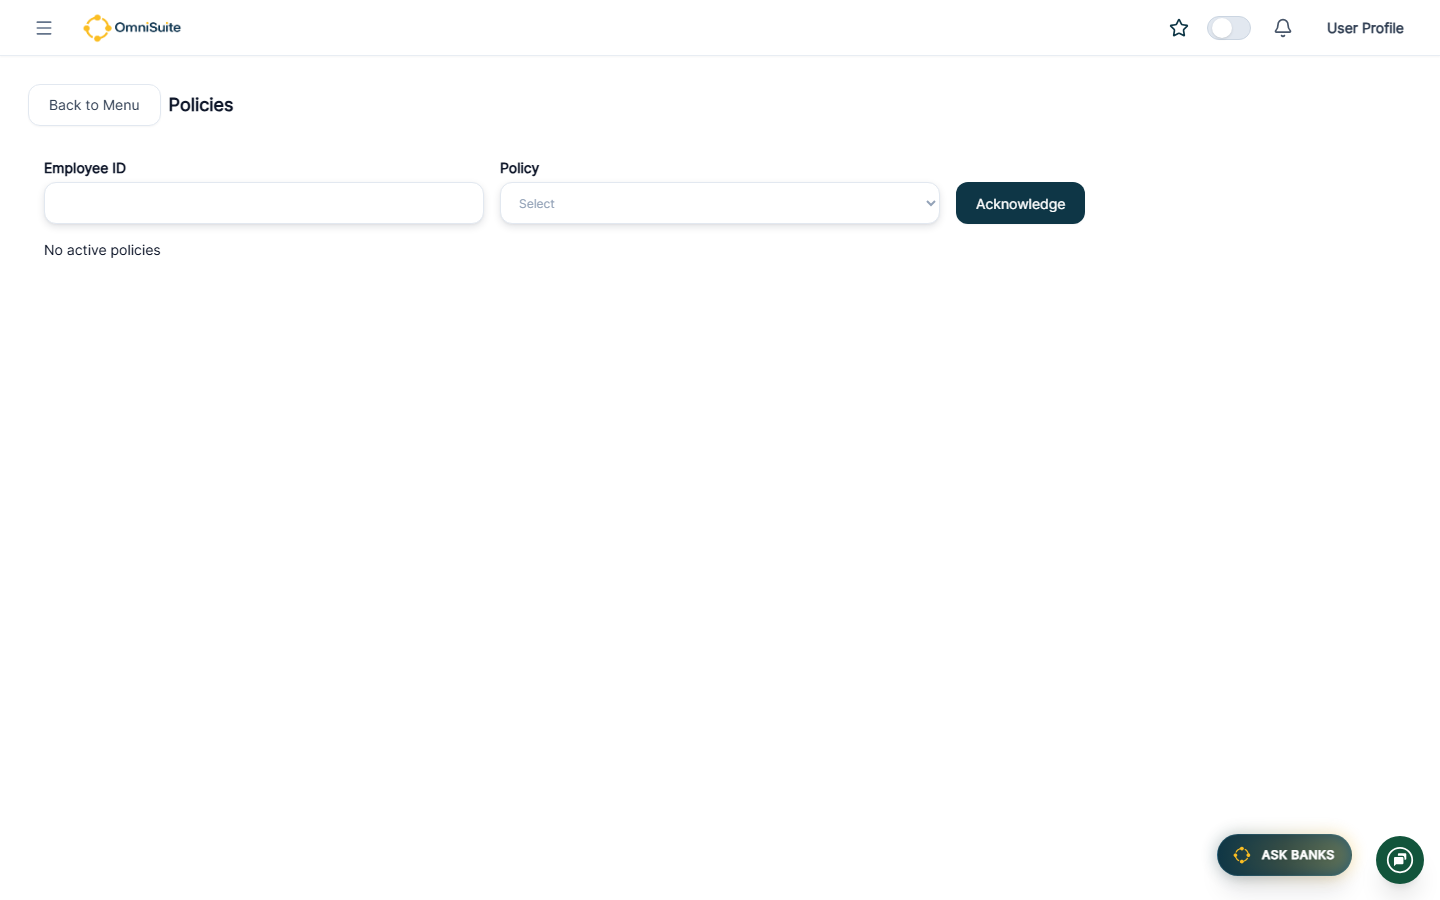 OmniSuite
User Profile
Back to Menu
Policies
Employee ID
Policy
Select
Acknowledge
No active policies
ASK BANKS